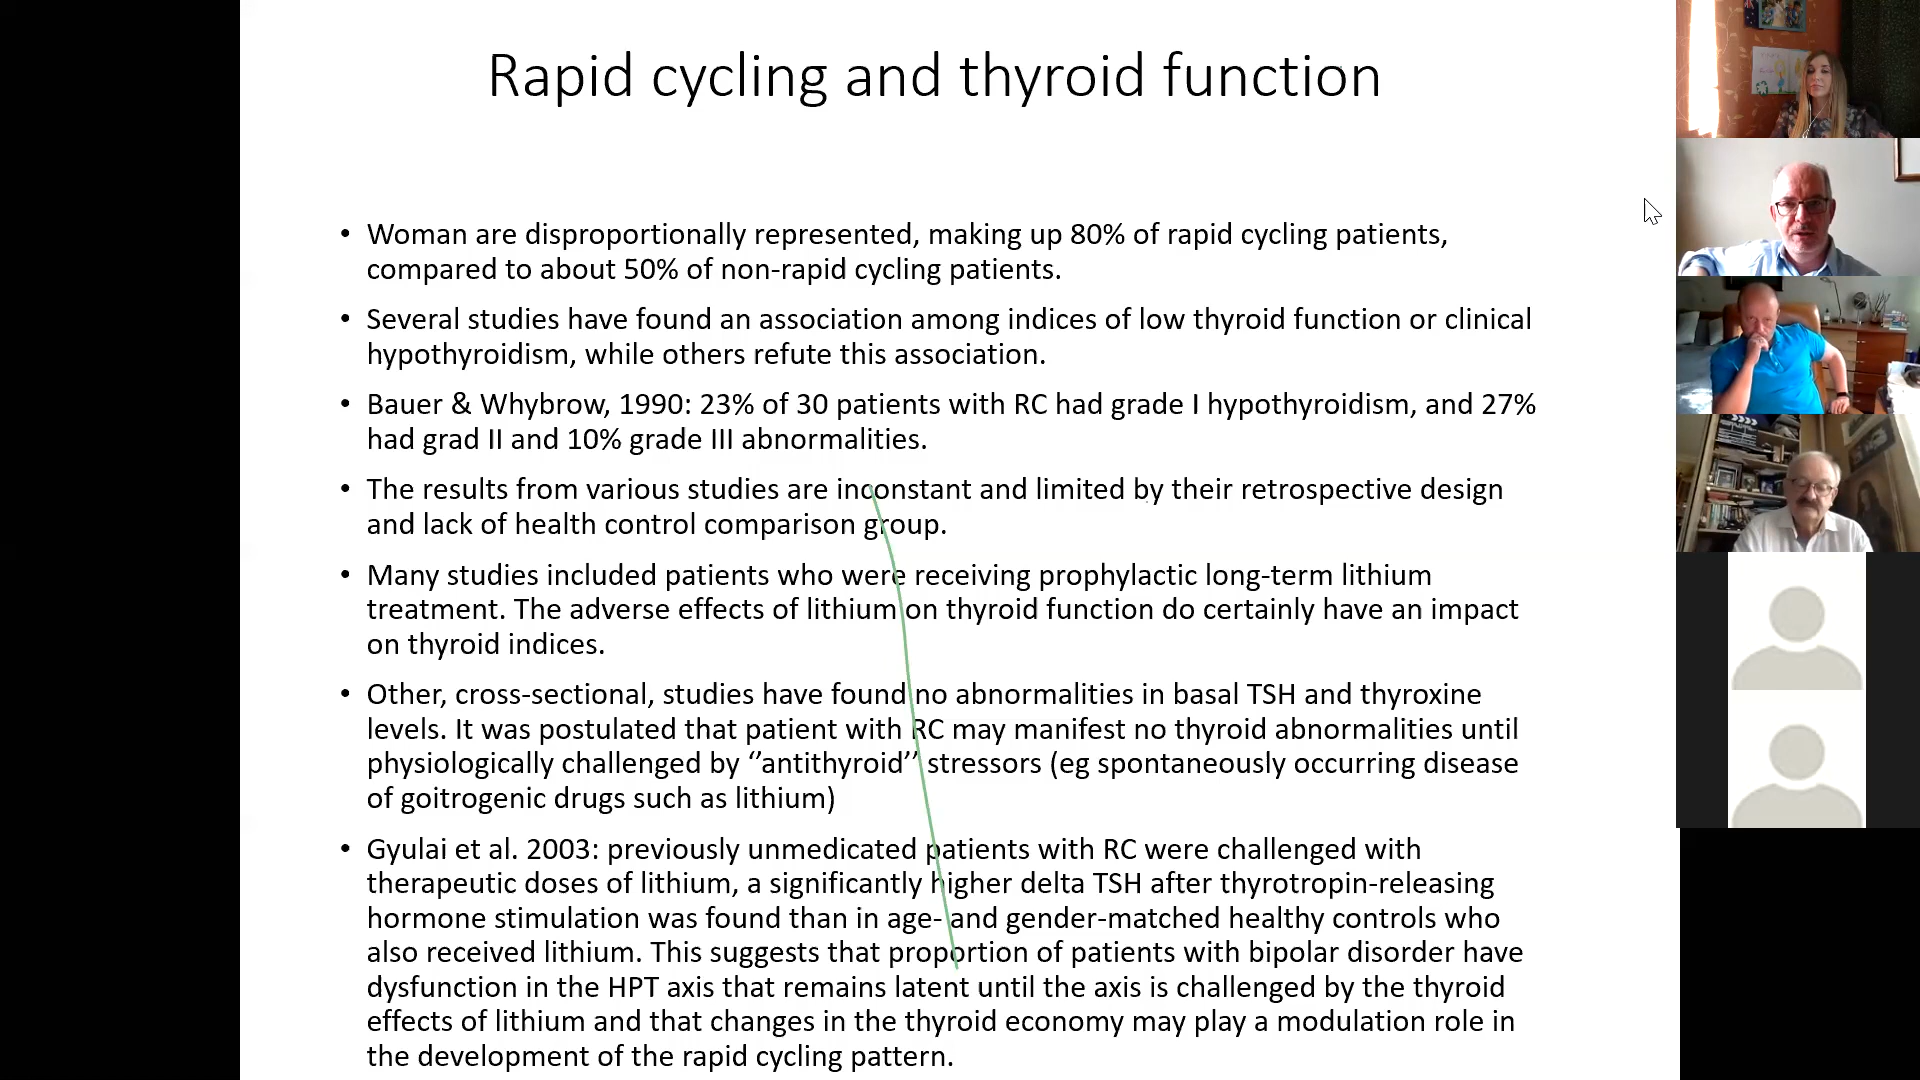 Rapid cycling and thyroid function
• Woman are disproportionally represented, making up 80% of rapid cycling patients,
compared to about 50% of non-rapid cycling patients.
• Several studies have found an association among indices of low thyroid function or clinical
hypothyroidism, while others refute this association.
• Bauer & Whybrow, 1990: 23% of 30 patients with RC had grade I hypothyroidism, and 27%
had grad II and 10% grade III abnormalities.
• The results from various studies are inconstant and limited by their retrospective design
and lack of health control comparison group.
• Many studies included patients who were receiving prophylactic long-term lithium
treatment. The adverse effects of lithium on thyroid function do certainly have an impact
on thyroid indices.
• Other, cross-sectional, studies have found no abnormalities in basal TSH and thyroxine
levels. It was postulated that patient with RC may manifest no thyroid abnormalities until
physiologically challenged by ‘’antithyroid’’ stressors (eg spontaneously occurring disease
of goitrogenic drugs such as lithium)
• Gyulai et al. 2003: previously unmedicated patients with RC were challenged with
therapeutic doses of lithium, a significantly higher delta TSH after thyrotropin-releasing
hormone stimulation was found than in age- and gender-matched healthy controls who
also received lithium. This suggests that proportion of patients with bipolar disorder have
dysfunction in the HPT axis that remains latent until the axis is challenged by the thyroid
effects of lithium and that changes in the thyroid economy may play a modulation role in
the development of the rapid cycling pattern.